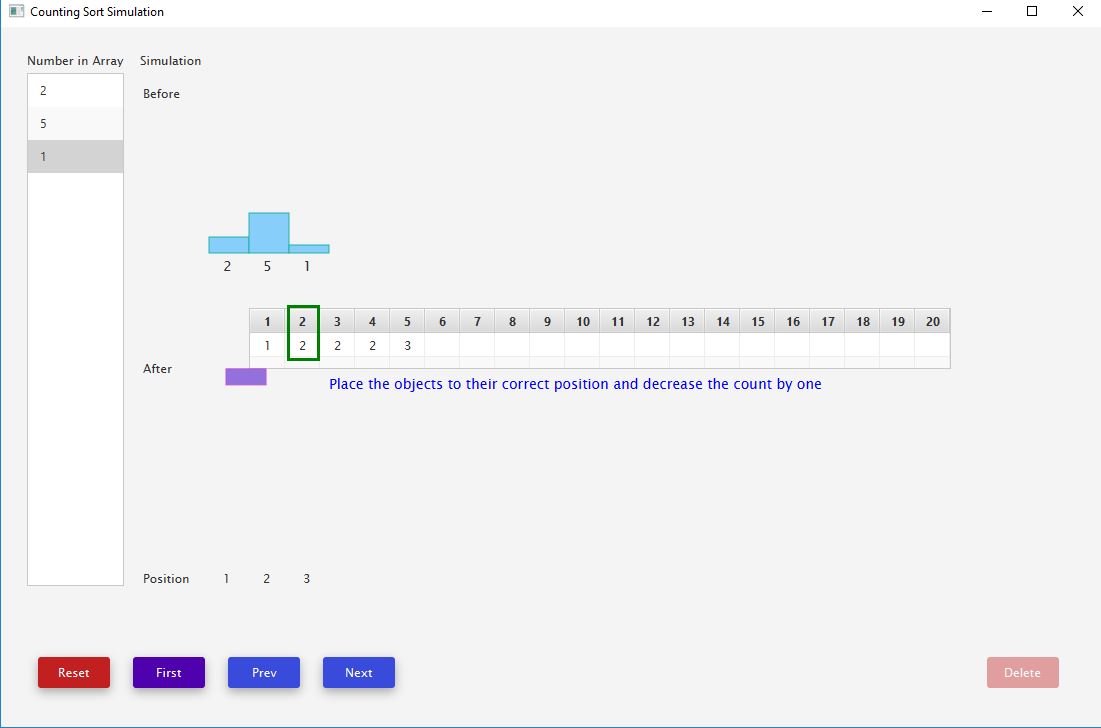 Counting Sort Simulation
Number in Array Simulation
2
Before
5
1
2 5 1
1 2 3 4 5 6 7 8 9 10 11 12 13 14 15 16 17 18 19 20
1 2 2 2 3
After
Place the objects to their correct position and decrease the count by one
Position 1 2 3
Reset First Prev Next Delete